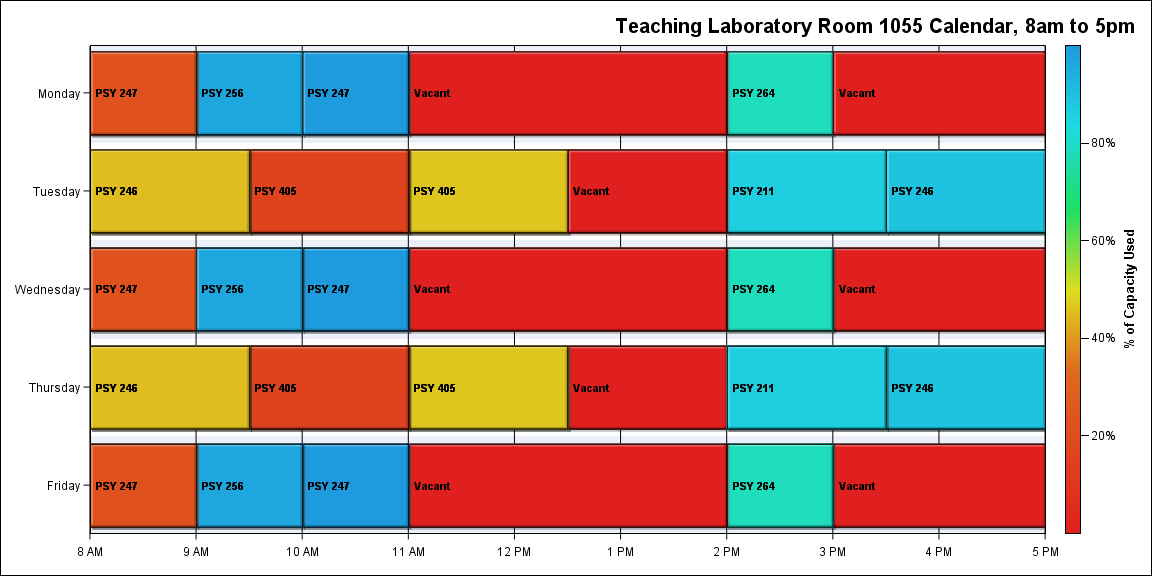 Teaching Laboratory Room 1055 Calendar, 8am to 5pm
Monday
PSY 247
PSY 256
PSY 247
Vacant
PSY 264
Vacant
Tuesday
PSY 246
PSY 405
PSY 405
Vacant
PSY 211
PSY 246
Wednesday
PSY 247
PSY 256
PSY 247
Vacant
PSY 264
Vacant
Thursday
PSY 246
PSY 405
PSY 405
Vacant
PSY 211
PSY 246
Friday
PSY 247
PSY 256
PSY 247
Vacant
PSY 264
Vacant
8 AM
9 AM
10 AM
11 AM
12 PM
1 PM
2 PM
3 PM
4 PM
5 PM
80%
60%
40%
20%
% of Capacity Used